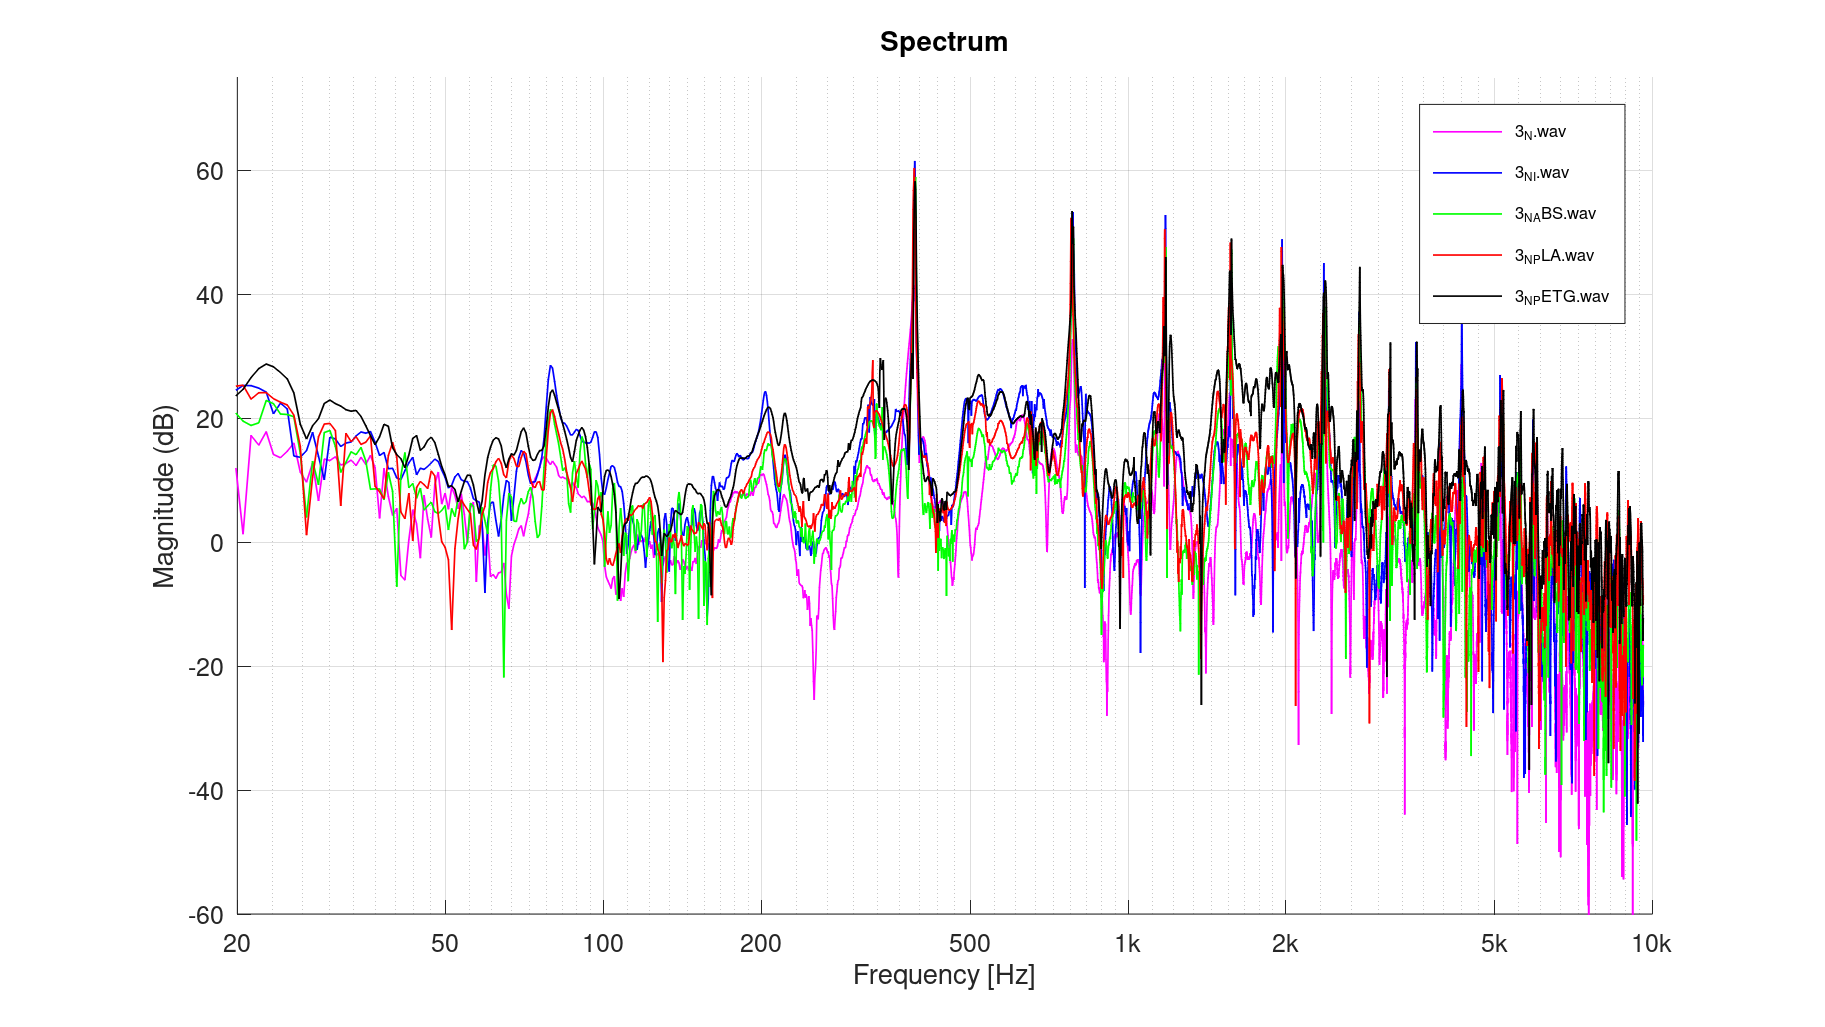 Spectrum
Magnitude (dB)
60
40
20
0
-20
-40
-60
3N.wav
3NI.wav
3NABS.wav
3NPLA.wav
3NPETG.wav
20 50 100 200 500 1k 2k 5k 10k
Frequency [Hz]